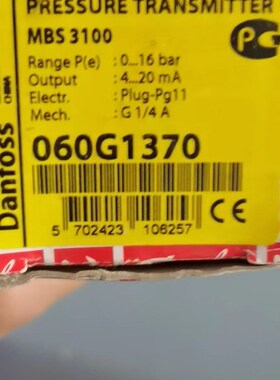 PRESSURE TRANSMITTER
MBS 3100
Range P(e) : 0...16 bar
Output : 4...20 mA
Electr. : Plug-Pg11
Mech. : G 1/4 A
060G1370
5 702423 106257
CE
PG
Danfoss
CHINA